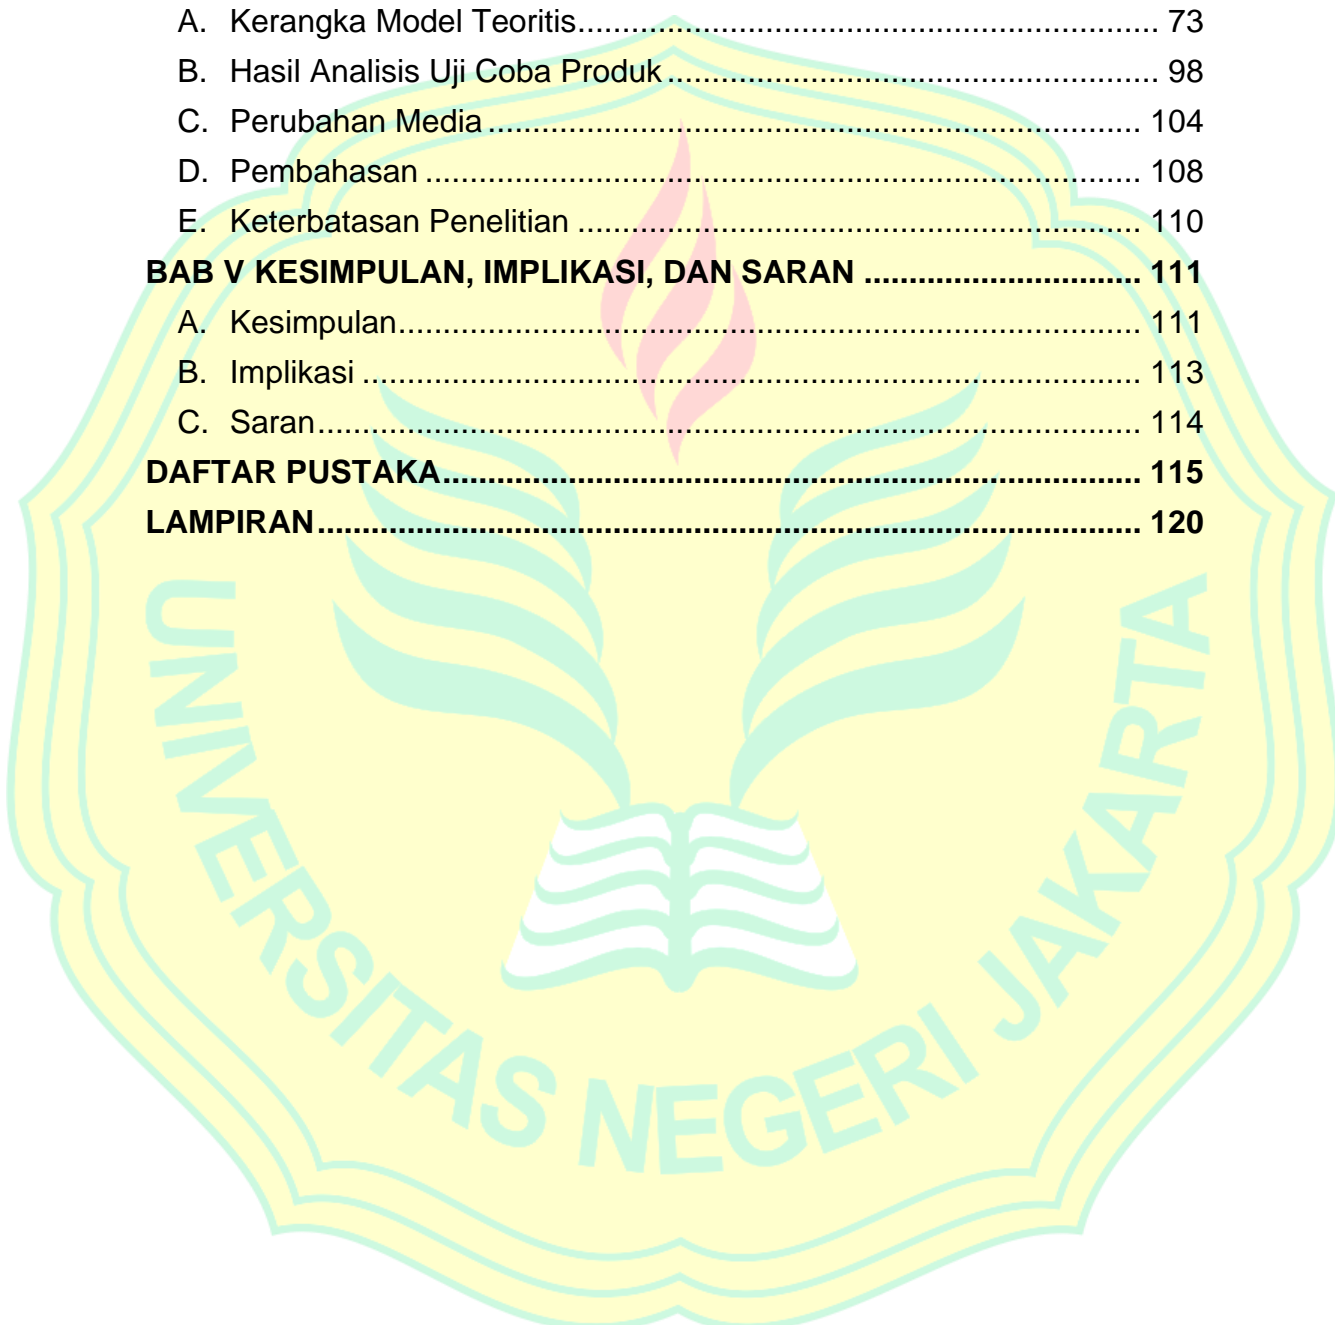 A. Kerangka Model Teoritis................................................................. 73
B. Hasil Analisis Uji Coba Produk....................................................... 98
C. Perubahan Media......................................................................... 104
D. Pembahasan ................................................................................ 108
E. Keterbatasan Penelitian ............................................................... 110
BAB V KESIMPULAN, IMPLIKASI, DAN SARAN ............................... 111
A. Kesimpulan................................................................................... 111
B. Implikasi ....................................................................................... 113
C. Saran............................................................................................ 114
DAFTAR PUSTAKA.............................................................................. 115
LAMPIRAN............................................................................................ 120
UNIVERSITAS NEGERI JAKARTA